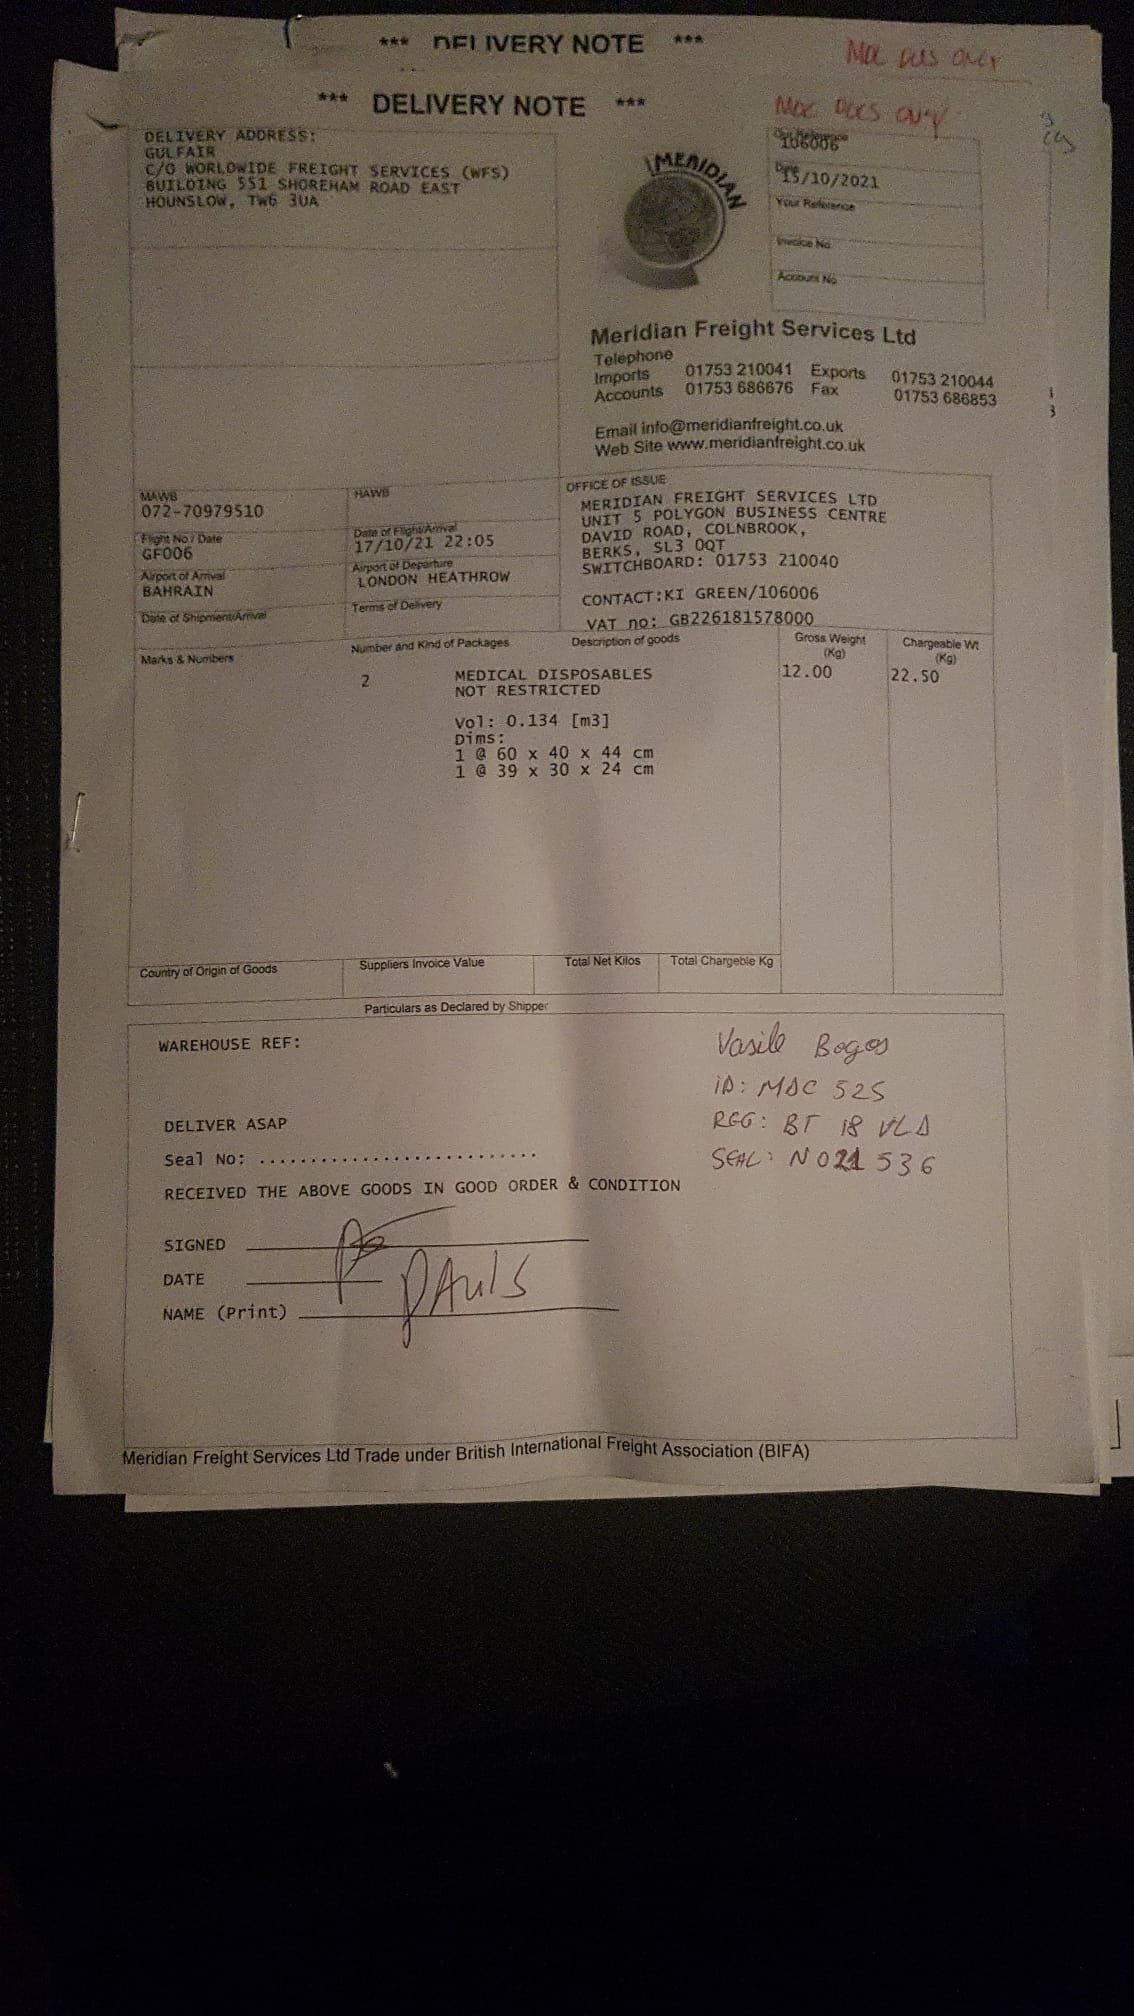 *** DELIVERY NOTE ***
*** DELIVERY NOTE ***
DOCS ONLY
DELIVERY ADDRESS:
GULFAIR
C/O WORLDWIDE FREIGHT SERVICES (WFS)
BUILDING 551 SHOREHAM ROAD EAST
HOUNSLOW, TW6 3UA
MERIDIAN
Our Reference
106006
Date
15/10/2021
Your Reference
Invoice No
Account No
Meridian Freight Services Ltd
Telephone
Imports 01753 210041 Exports 01753 210044
Accounts 01753 686676 Fax 01753 686853
Email info@meridianfreight.co.uk
Web Site www.meridianfreight.co.uk
MAWB
072-70979510
HAWB
Flight No / Date
GF006
Date of Flight/Arrival
17/10/21 22:05
Airport of Arrival
BAHRAIN
Airport of Departure
LONDON HEATHROW
Date of Shipment/Arrival
Terms of Delivery
OFFICE OF ISSUE
MERIDIAN FREIGHT SERVICES LTD
UNIT 5 POLYGON BUSINESS CENTRE
DAVID ROAD, COLNBROOK,
BERKS, SL3 0QT
SWITCHBOARD: 01753 210040
CONTACT:KI GREEN/106006
VAT no: GB226181578000
Marks & Numbers
Number and Kind of Packages
Description of goods
Gross Weight (Kg)
Chargeable Wt (Kg)
2 MEDICAL DISPOSABLES 12.00 22.50
NOT RESTRICTED
Vol: 0.134 [m3]
Dims:
1 @ 60 x 40 x 44 cm
1 @ 39 x 30 x 24 cm
Country of Origin of Goods
Suppliers Invoice Value
Total Net Kilos
Total Chargeble Kg
Particulars as Declared by Shipper
WAREHOUSE REF:
Vasile Bogos
iD: MDC 525
REG: BT 18 VLD
SEAL: N021536
DELIVER ASAP
Seal No: ...........................
RECEIVED THE ABOVE GOODS IN GOOD ORDER & CONDITION
SIGNED
DATE
NAME (Print) PAULS
Meridian Freight Services Ltd Trade under British International Freight Association (BIFA)